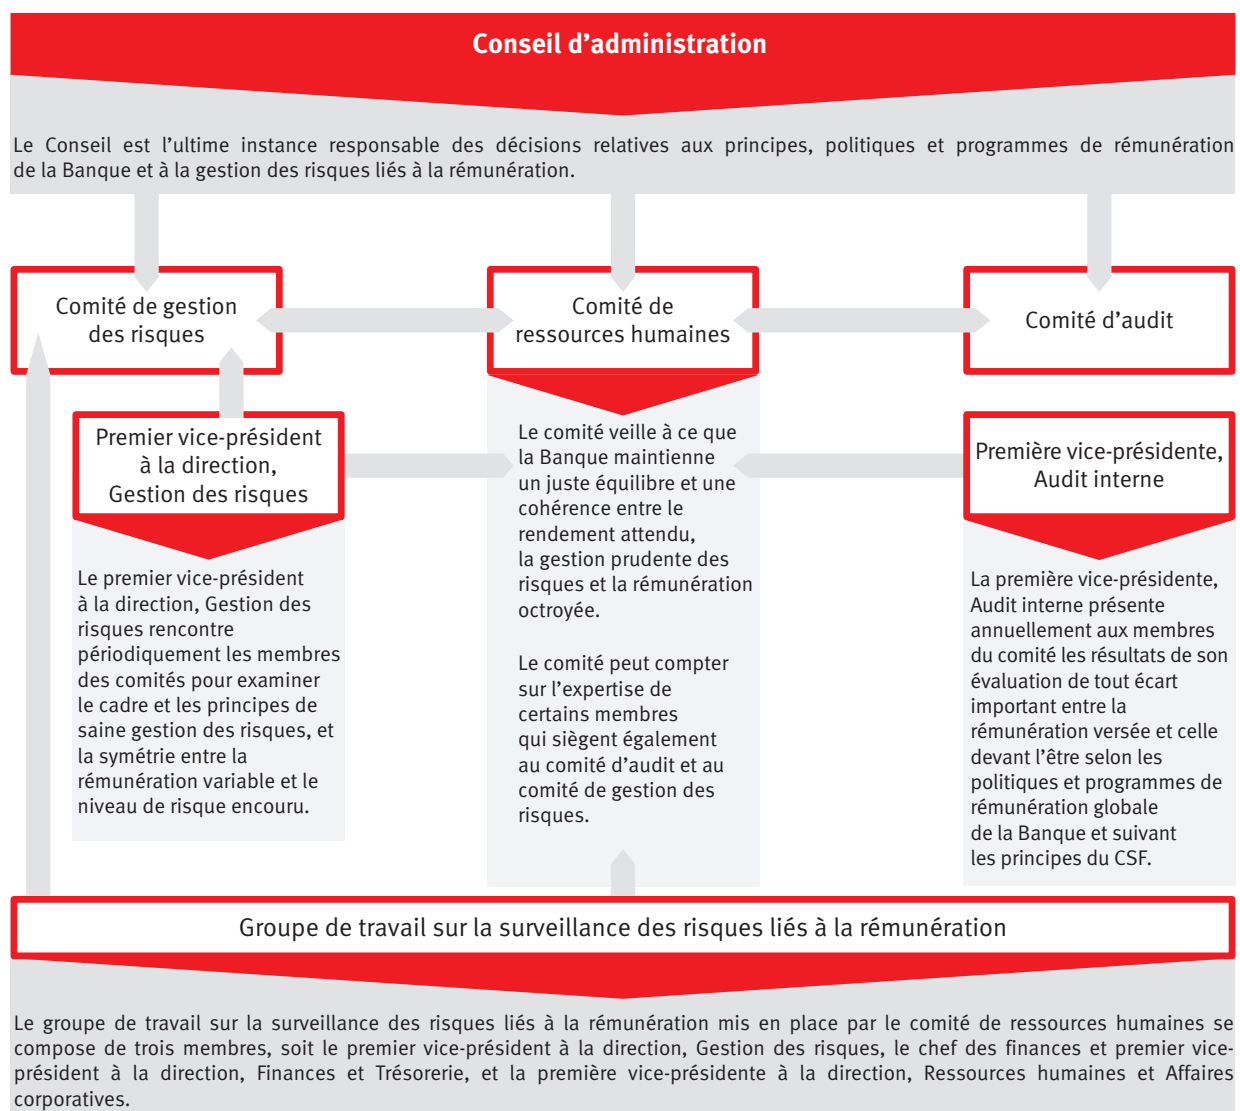 Conseil d’administration
Le Conseil est l’ultime instance responsable des décisions relatives aux principes, politiques et programmes de rémunération
de la Banque et à la gestion des risques liés à la rémunération.
Comité de gestion
des risques
Comité de
ressources humaines
Comité d’audit
Premier vice-président
à la direction,
Gestion des risques
Le premier vice-président
à la direction, Gestion des
risques rencontre
périodiquement les membres
des comités pour examiner
le cadre et les principes de
saine gestion des risques, et
la symétrie entre la
rémunération variable et le
niveau de risque encouru.
Le comité veille à ce que
la Banque maintienne
un juste équilibre et une
cohérence entre le
rendement attendu,
la gestion prudente des
risques et la rémunération
octroyée.
Le comité peut compter
sur l’expertise de
certains membres
qui siègent également
au comité d’audit et au
comité de gestion des
risques.
Première vice-présidente,
Audit interne
La première vice-présidente,
Audit interne présente
annuellement aux membres
du comité les résultats de son
évaluation de tout écart
important entre la
rémunération versée et celle
devant l’être selon les
politiques et programmes de
rémunération globale
de la Banque et suivant
les principes du CSF.
Groupe de travail sur la surveillance des risques liés à la rémunération
Le groupe de travail sur la surveillance des risques liés à la rémunération mis en place par le comité de ressources humaines se
compose de trois membres, soit le premier vice-président à la direction, Gestion des risques, le chef des finances et premier vice-
président à la direction, Finances et Trésorerie, et la première vice-présidente à la direction, Ressources humaines et Affaires
corporatives.